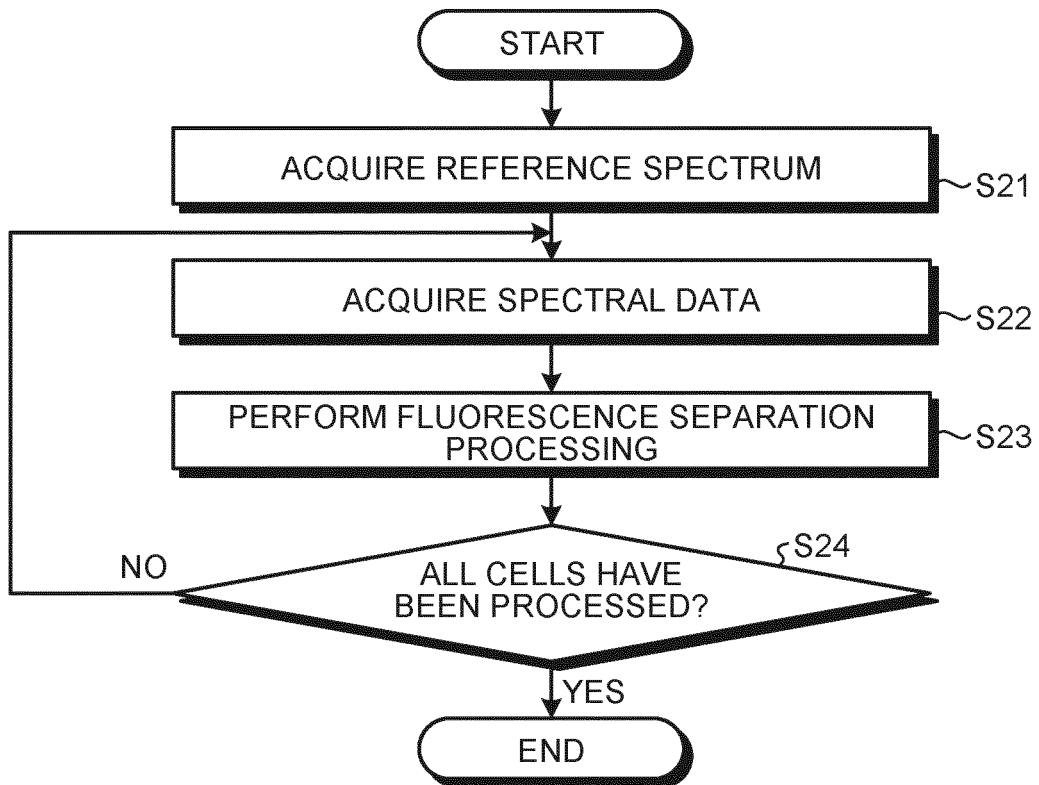 START
ACQUIRE REFERENCE SPECTRUM
S21
ACQUIRE SPECTRAL DATA
S22
PERFORM FLUORESCENCE SEPARATION
PROCESSING
S23
S24
ALL CELLS HAVE
BEEN PROCESSED?
NO
YES
END